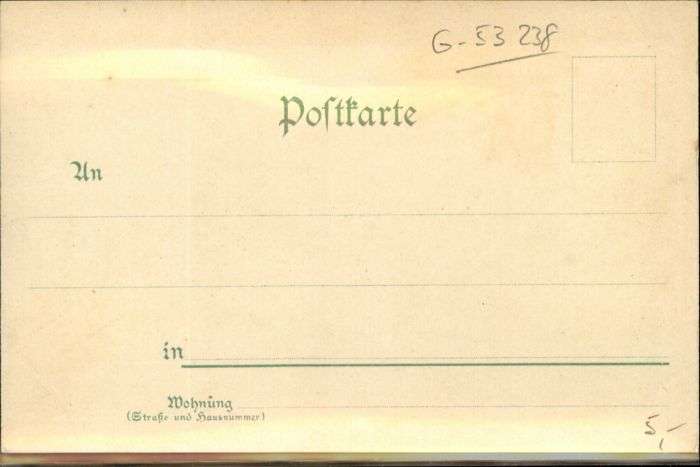 G-53 238
Poſtkarte
An
in
Wohnung
(Straße und Hausnummer)
5,-